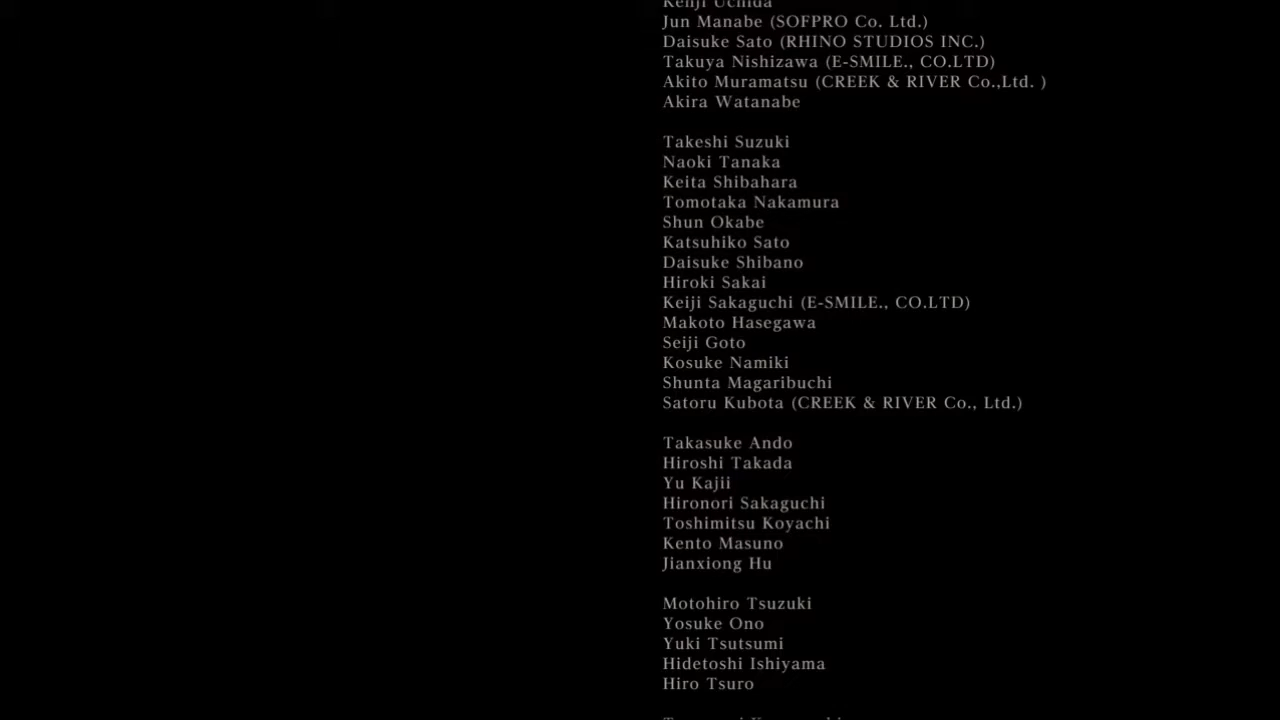 Kenji Uchida
Jun Manabe (SOFPRO Co. Ltd.)
Daisuke Sato (RHINO STUDIOS INC.)
Takuya Nishizawa (E-SMILE., CO.LTD)
Akito Muramatsu (CREEK & RIVER Co.,Ltd. )
Akira Watanabe
Takeshi Suzuki
Naoki Tanaka
Keita Shibahara
Tomotaka Nakamura
Shun Okabe
Katsuhiko Sato
Daisuke Shibano
Hiroki Sakai
Keiji Sakaguchi (E-SMILE., CO.LTD)
Makoto Hasegawa
Seiji Goto
Kosuke Namiki
Shunta Magaribuchi
Satoru Kubota (CREEK & RIVER Co., Ltd.)
Takasuke Ando
Hiroshi Takada
Yu Kajii
Hironori Sakaguchi
Toshimitsu Koyachi
Kento Masuno
Jianxiong Hu
Motohiro Tsuzuki
Yosuke Ono
Yuki Tsutsumi
Hidetoshi Ishiyama
Hiro Tsuro